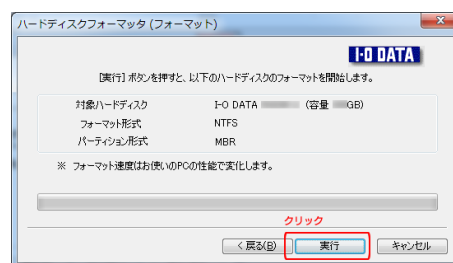 ハードディスクフォーマッタ (フォーマット)
I-O DATA
[実行] ボタンを押すと、以下のハードディスクのフォーマットを開始します。
対象ハードディスク I-O DATA (容量 GB)
フォーマット形式 NTFS
パーティション形式 MBR
※ フォーマット速度はお使いのPCの性能で変化します。
クリック
< 戻る(B) 実行 キャンセル